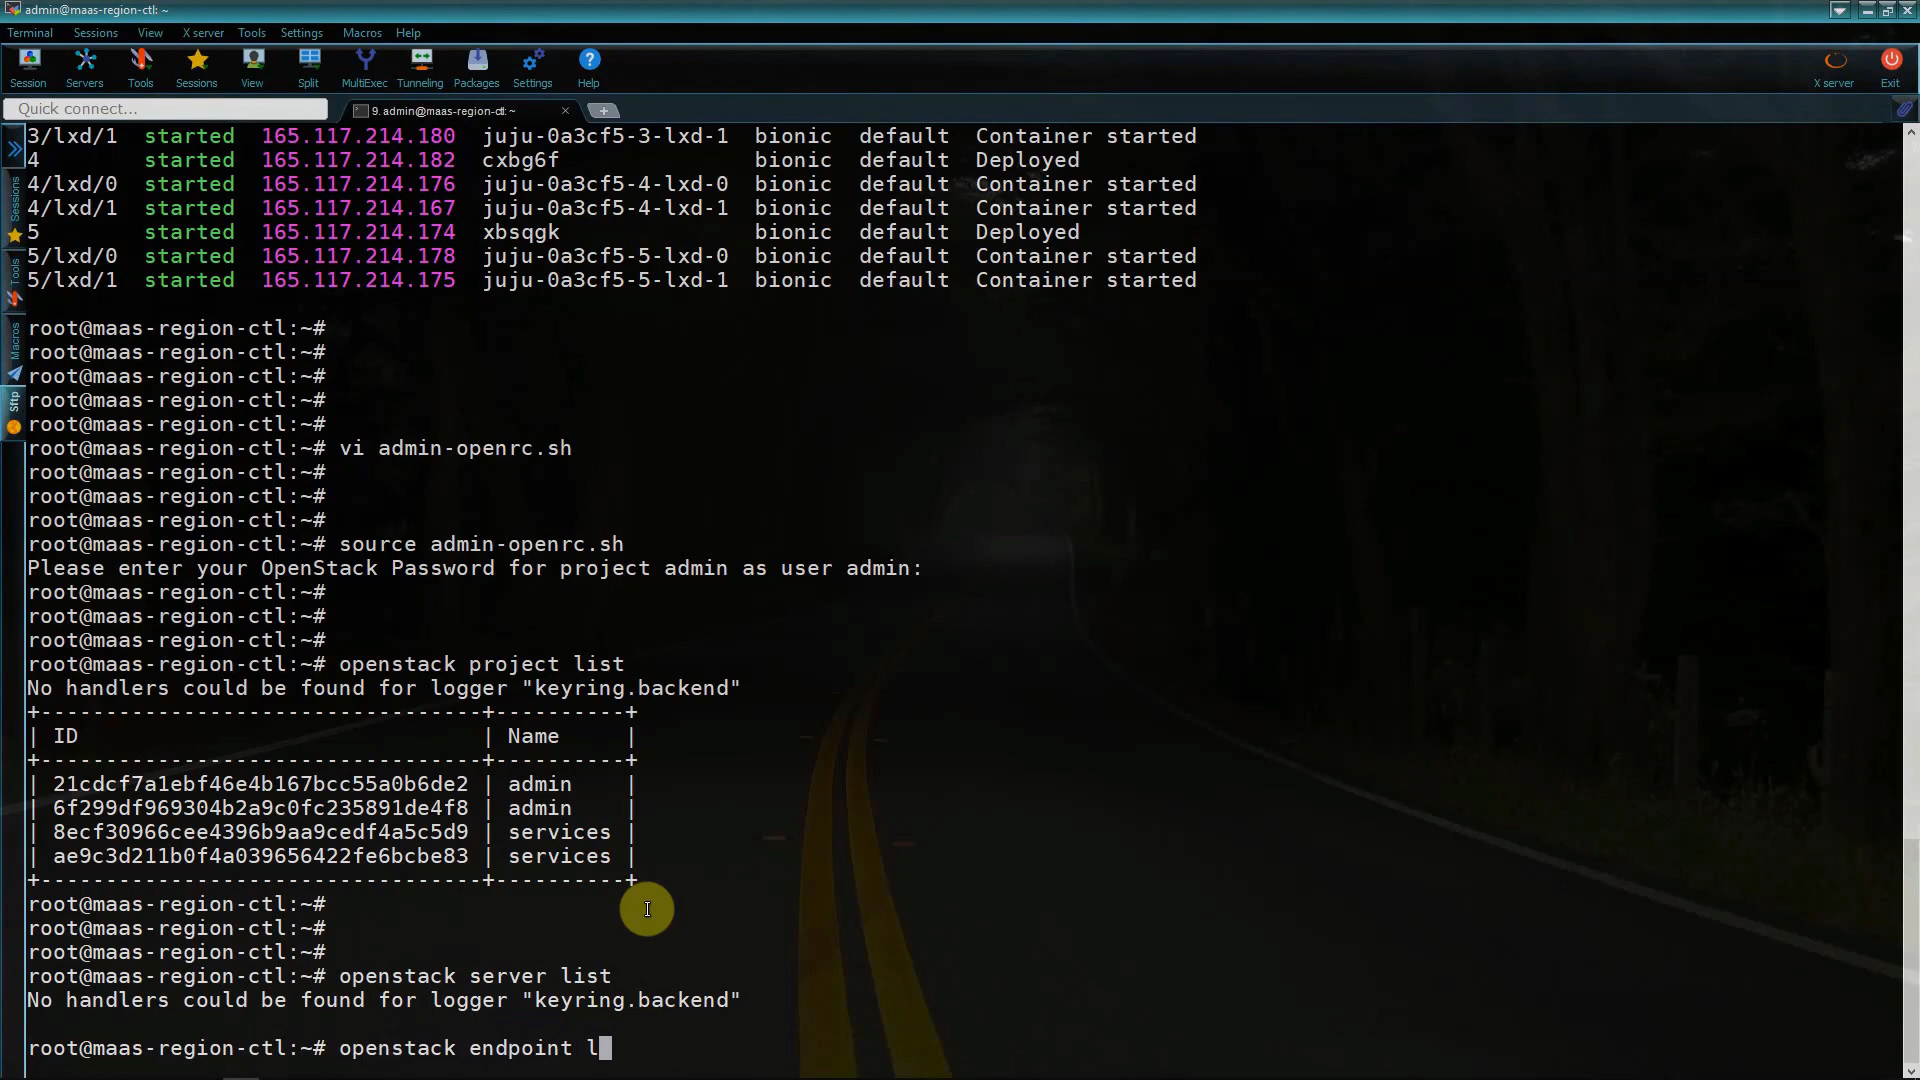 admin@maas-region-ctl: ~
Terminal Sessions View X server Tools Settings Macros Help
Session Servers Tools Sessions View Split MultiExec Tunneling Packages Settings Help X server Exit
Quick connect... 9. admin@maas-region-ctl: ~
3/lxd/1 started 165.117.214.180 juju-0a3cf5-3-lxd-1 bionic default Container started
4 cxbg6f bionic default Deployed
started 165.117.214.182
4/lxd/0 started 165.117.214.176 juju-0a3cf5-4-lxd-0 bionic default Container started
4/lxd/1 started 165.117.214.167 juju-0a3cf5-4-lxd-1 bionic default Container started
5 started 165.117.214.174 xbsqgk bionic default Deployed
5/lxd/0 started 165.117.214.178 juju-0a3cf5-5-lxd-0 bionic default Container started
5/lxd/1 started 165.117.214.175 juju-0a3cf5-5-lxd-1 bionic default Container started
root@maas-region-ctl:~#
root@maas-region-ctl:~#
root@maas-region-ctl:~#
root@maas-region-ctl:~#
root@maas-region-ctl:~#
root@maas-region-ctl:~# vi admin-openrc.sh
root@maas-region-ctl:~#
root@maas-region-ctl:~#
root@maas-region-ctl:~#
root@maas-region-ctl:~# source admin-openrc.sh
Please enter your OpenStack Password for project admin as user admin:
root@maas-region-ctl:~#
root@maas-region-ctl:~#
root@maas-region-ctl:~#
root@maas-region-ctl:~# openstack project list
No handlers could be found for logger "keyring.backend"
+----------------------------------+----------+
| ID | Name |
+----------------------------------+----------+
| 21cdcf7a1ebf46e4b167bcc55a0b6de2 | admin |
| 6f299df969304b2a9c0fc235891de4f8 | admin |
| 8ecf30966cee4396b9aa9cedf4a5c5d9 | services |
| ae9c3d211b0f4a039656422fe6bcbe83 | services |
+----------------------------------+----------+
root@maas-region-ctl:~#
root@maas-region-ctl:~#
root@maas-region-ctl:~#
root@maas-region-ctl:~# openstack server list
No handlers could be found for logger "keyring.backend"
root@maas-region-ctl:~# openstack endpoint l
Sessions
Tools
Macros
Sftp